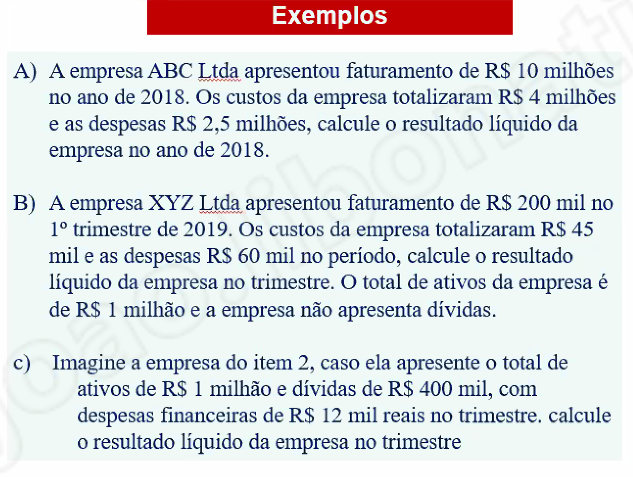 Exemplos
A) A empresa ABC Ltda apresentou faturamento de R$ 10 milhões
no ano de 2018. Os custos da empresa totalizaram R$ 4 milhões
e as despesas R$ 2,5 milhões, calcule o resultado líquido da
empresa no ano de 2018.
B) A empresa XYZ Ltda apresentou faturamento de R$ 200 mil no
1º trimestre de 2019. Os custos da empresa totalizaram R$ 45
mil e as despesas R$ 60 mil no período, calcule o resultado
líquido da empresa no trimestre. O total de ativos da empresa é
de R$ 1 milhão e a empresa não apresenta dívidas.
c) Imagine a empresa do item 2, caso ela apresente o total de
ativos de R$ 1 milhão e dívidas de R$ 400 mil, com
despesas financeiras de R$ 12 mil reais no trimestre. calcule
o resultado líquido da empresa no trimestre